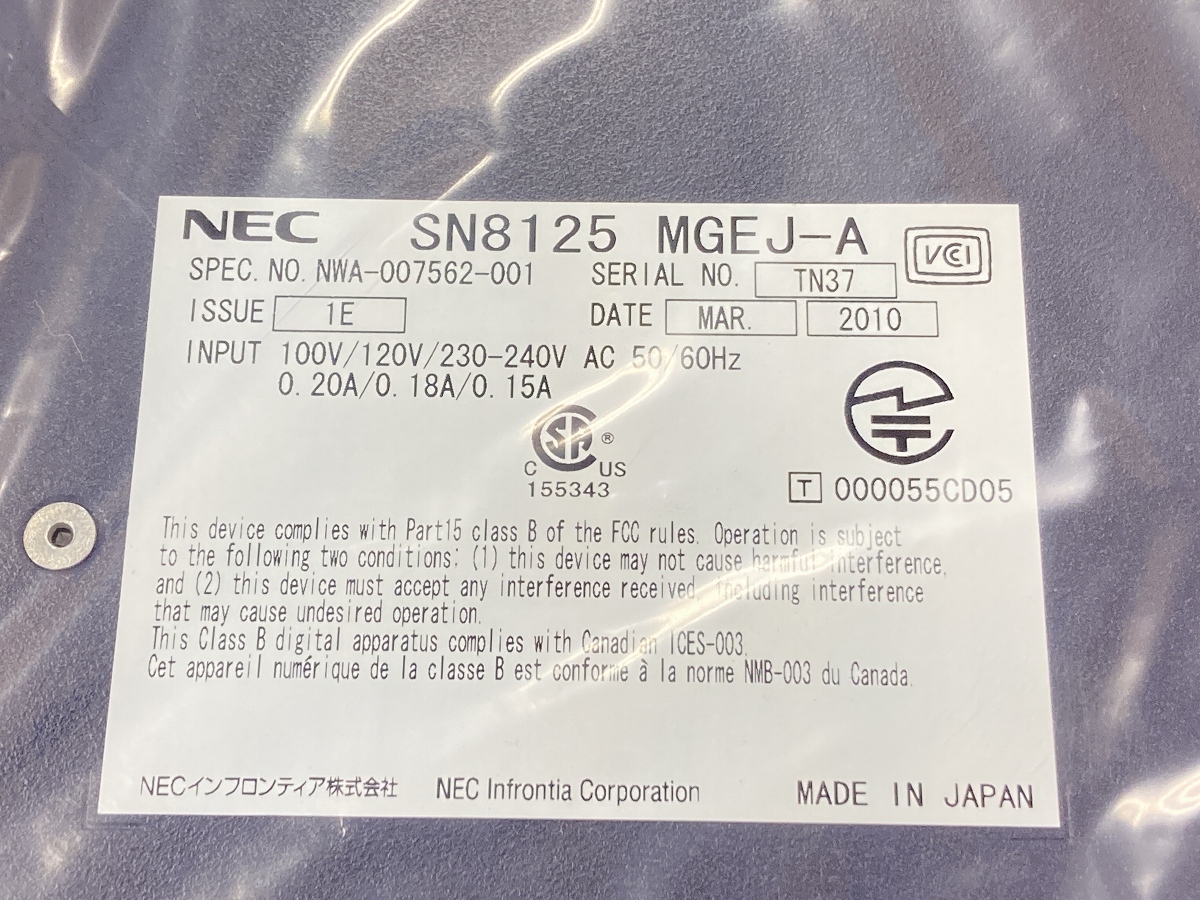 NEC SN8125 MGEJ-A
VCCI
SPEC. NO. NWA-007562-001 SERIAL NO. TN37
ISSUE 1E DATE MAR. 2010
INPUT 100V/120V/230-240V AC 50/60Hz
0.20A/0.18A/0.15A
C SA ® US
155343
T 000055CD05
This device complies with Part15 class B of the FCC rules. Operation is subject
to the following two conditions: (1) this device may not cause harmful interference,
and (2) this device must accept any interference received, including interference
that may cause undesired operation.
This Class B digital apparatus complies with Canadian ICES-003.
Cet appareil numérique de la classe B est conforme à la norme NMB-003 du Canada.
NECインフロンティア株式会社 NEC Infrontia Corporation MADE IN JAPAN